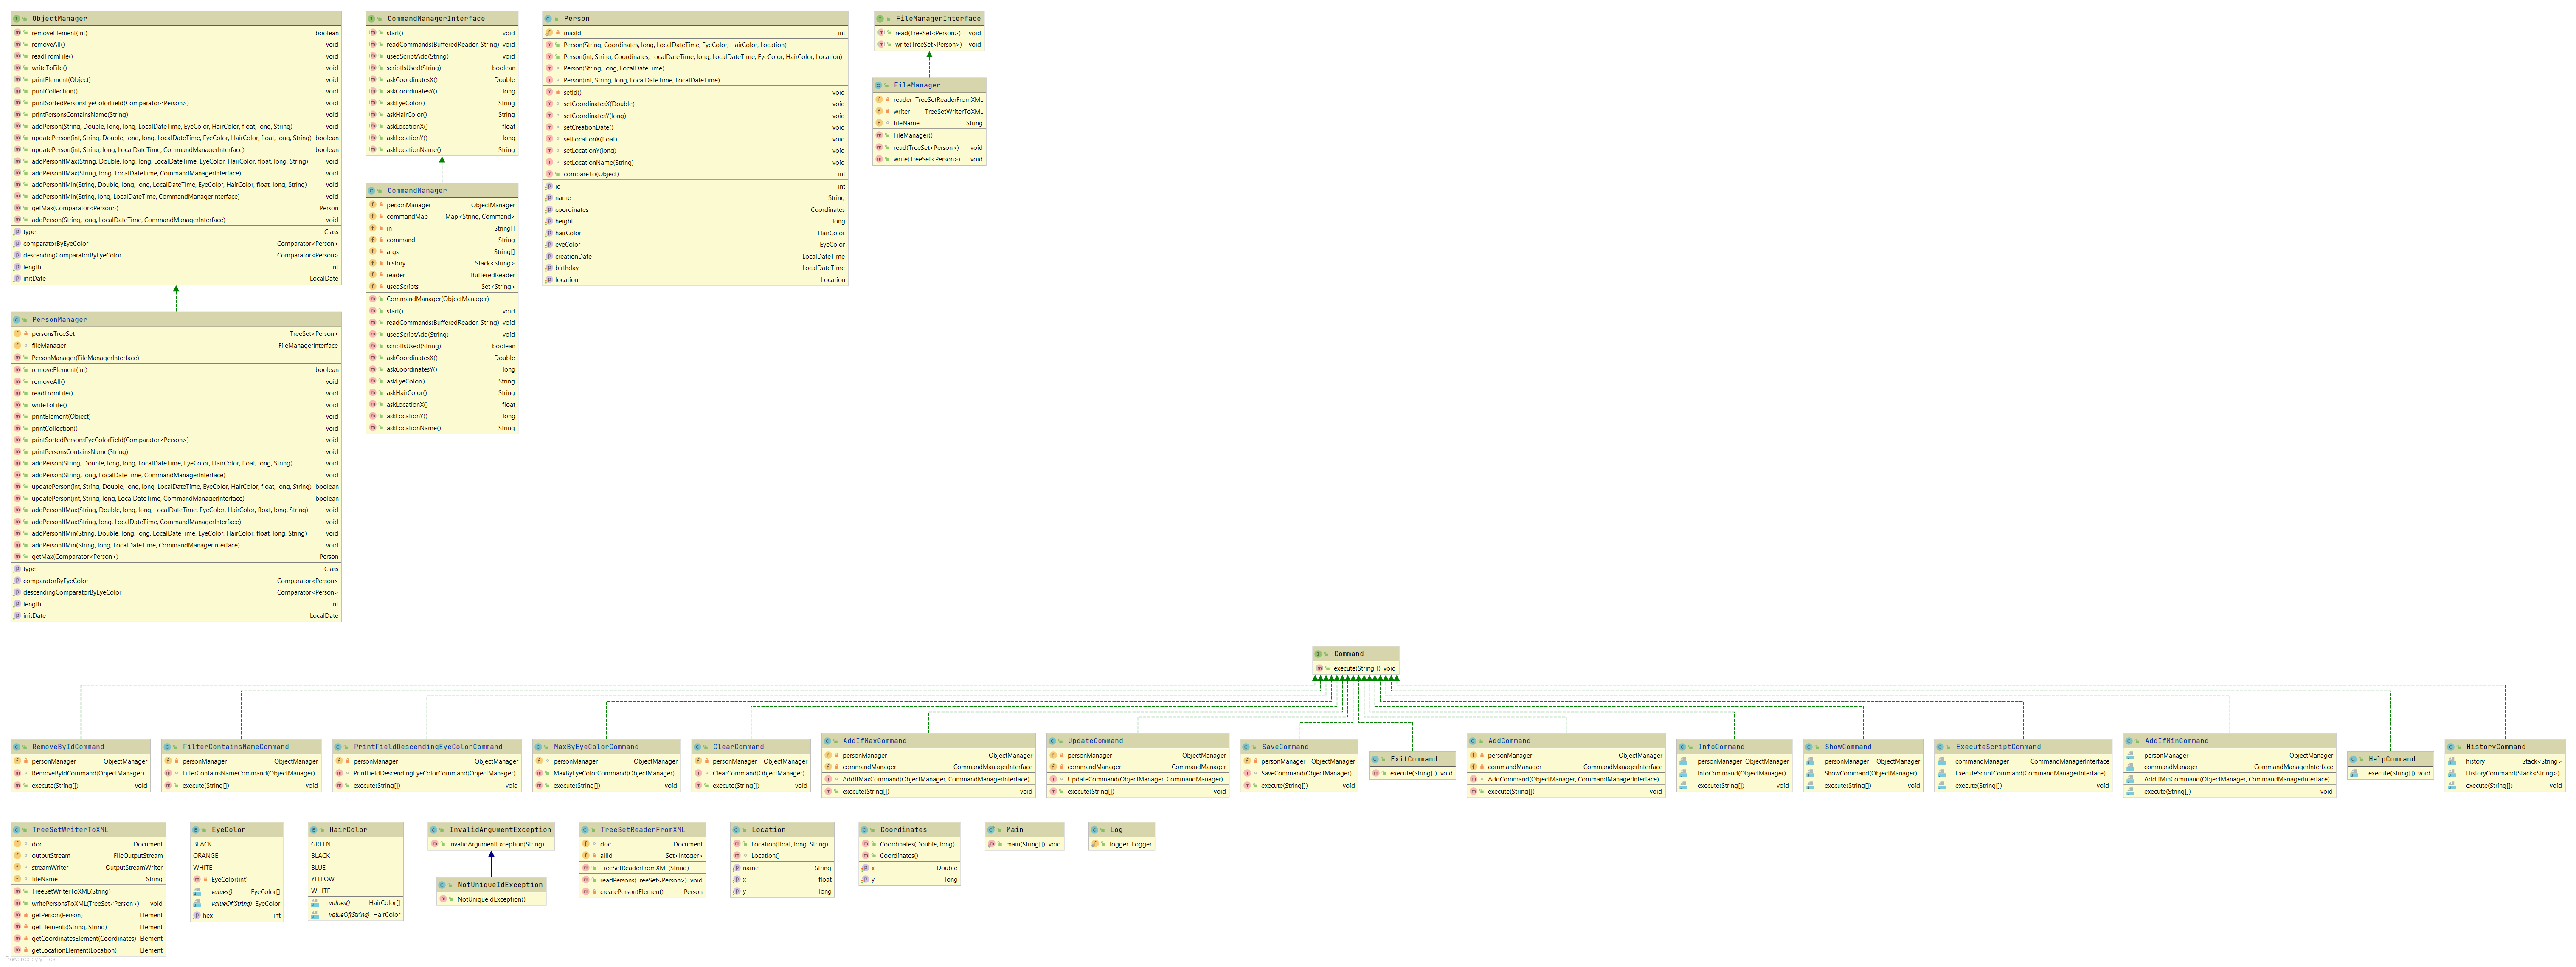 ObjectManager
removeElement(int) boolean
removeAll() void
readFromFile() void
writeToFile() void
printElement(Object) void
printCollection() void
printSortedPersonsEyeColorField(Comparator<Person>) void
printPersonsContainsName(String) void
addPerson(String, Double, long, long, LocalDateTime, EyeColor, HairColor, float, long, String) void
updatePerson(int, String, Double, long, long, LocalDateTime, EyeColor, HairColor, float, long, String) boolean
updatePerson(int, String, long, LocalDateTime, CommandManagerInterface) boolean
addPersonIfMax(String, Double, long, long, LocalDateTime, EyeColor, HairColor, float, long, String) void
addPersonIfMax(String, long, LocalDateTime, CommandManagerInterface) void
addPersonIfMin(String, Double, long, long, LocalDateTime, EyeColor, HairColor, float, long, String) void
addPersonIfMin(String, long, LocalDateTime, CommandManagerInterface) void
getMax(Comparator<Person>) Person
addPerson(String, long, LocalDateTime, CommandManagerInterface) void
type Class
comparatorByEyeColor Comparator<Person>
descendingComparatorByEyeColor Comparator<Person>
length int
initDate LocalDate
PersonManager
personsTreeSet TreeSet<Person>
fileManager FileManagerInterface
PersonManager(FileManagerInterface)
removeElement(int) boolean
removeAll() void
readFromFile() void
writeToFile() void
printElement(Object) void
printCollection() void
printSortedPersonsEyeColorField(Comparator<Person>) void
printPersonsContainsName(String) void
addPerson(String, Double, long, long, LocalDateTime, EyeColor, HairColor, float, long, String) void
addPerson(String, long, LocalDateTime, CommandManagerInterface) void
updatePerson(int, String, Double, long, long, LocalDateTime, EyeColor, HairColor, float, long, String) boolean
updatePerson(int, String, long, LocalDateTime, CommandManagerInterface) boolean
addPersonIfMax(String, Double, long, long, LocalDateTime, EyeColor, HairColor, float, long, String) void
addPersonIfMax(String, long, LocalDateTime, CommandManagerInterface) void
addPersonIfMin(String, Double, long, long, LocalDateTime, EyeColor, HairColor, float, long, String) void
addPersonIfMin(String, long, LocalDateTime, CommandManagerInterface) void
getMax(Comparator<Person>) Person
type Class
comparatorByEyeColor Comparator<Person>
descendingComparatorByEyeColor Comparator<Person>
length int
initDate LocalDate
CommandManagerInterface
start() void
readCommands(BufferedReader, String) void
usedScriptAdd(String) void
scriptIsUsed(String) boolean
askCoordinatesX() Double
askCoordinatesY() long
askEyeColor() String
askHairColor() String
askLocationX() float
askLocationY() long
askLocationName() String
CommandManager
personManager ObjectManager
commandMap Map<String, Command>
in String[]
command String
args String[]
history Stack<String>
reader BufferedReader
usedScripts Set<String>
CommandManager(ObjectManager)
start() void
readCommands(BufferedReader, String) void
usedScriptAdd(String) void
scriptIsUsed(String) boolean
askCoordinatesX() Double
askCoordinatesY() long
askEyeColor() String
askHairColor() String
askLocationX() float
askLocationY() long
askLocationName() String
Person
maxId int
Person(String, Coordinates, long, LocalDateTime, EyeColor, HairColor, Location)
Person(int, String, Coordinates, LocalDateTime, long, LocalDateTime, EyeColor, HairColor, Location)
Person(String, long, LocalDateTime)
Person(int, String, long, LocalDateTime, LocalDateTime)
setId() void
setCoordinatesX(Double) void
setCoordinatesY(long) void
setCreationDate() void
setLocationX(float) void
setLocationY(long) void
setLocationName(String) void
compareTo(Object) int
id int
name String
coordinates Coordinates
height long
hairColor HairColor
eyeColor EyeColor
creationDate LocalDateTime
birthday LocalDateTime
location Location
FileManagerInterface
read(TreeSet<Person>) void
write(TreeSet<Person>) void
FileManager
reader TreeSetReaderFromXML
writer TreeSetWriterToXML
fileName String
FileManager()
read(TreeSet<Person>) void
write(TreeSet<Person>) void
Command
execute(String[]) void
RemoveByIdCommand
personManager ObjectManager
RemoveByIdCommand(ObjectManager)
execute(String[]) void
FilterContainsNameCommand
personManager ObjectManager
FilterContainsNameCommand(ObjectManager)
execute(String[]) void
PrintFieldDescendingEyeColorCommand
personManager ObjectManager
PrintFieldDescendingEyeColorCommand(ObjectManager)
execute(String[]) void
MaxByEyeColorCommand
personManager ObjectManager
MaxByEyeColorCommand(ObjectManager)
execute(String[]) void
ClearCommand
personManager ObjectManager
ClearCommand(ObjectManager)
execute(String[]) void
AddIfMaxCommand
personManager ObjectManager
commandManager CommandManagerInterface
AddIfMaxCommand(ObjectManager, CommandManagerInterface)
execute(String[]) void
UpdateCommand
personManager ObjectManager
commandManager CommandManager
UpdateCommand(ObjectManager, CommandManager)
execute(String[]) void
SaveCommand
personManager ObjectManager
SaveCommand(ObjectManager)
execute(String[]) void
ExitCommand
execute(String[]) void
AddCommand
personManager ObjectManager
commandManager CommandManagerInterface
AddCommand(ObjectManager, CommandManagerInterface)
execute(String[]) void
InfoCommand
personManager ObjectManager
InfoCommand(ObjectManager)
execute(String[]) void
ShowCommand
personManager ObjectManager
ShowCommand(ObjectManager)
execute(String[]) void
ExecuteScriptCommand
commandManager CommandManagerInterface
ExecuteScriptCommand(CommandManagerInterface)
execute(String[]) void
AddIfMinCommand
personManager ObjectManager
commandManager CommandManagerInterface
AddIfMinCommand(ObjectManager, CommandManagerInterface)
execute(String[]) void
HelpCommand
execute(String[]) void
HistoryCommand
history Stack<String>
HistoryCommand(Stack<String>)
execute(String[]) void
TreeSetWriterToXML
doc Document
outputStream FileOutputStream
streamWriter OutputStreamWriter
fileName String
TreeSetWriterToXML(String)
writePersonsToXML(TreeSet<Person>) void
getPerson(Person) Element
getElements(String, String) Element
getCoordinatesElement(Coordinates) Element
getLocationElement(Location) Element
EyeColor
BLACK
ORANGE
WHITE
EyeColor(int)
values() EyeColor[]
valueOf(String) EyeColor
hex int
HairColor
GREEN
BLACK
BLUE
YELLOW
WHITE
values() HairColor[]
valueOf(String) HairColor
InvalidArgumentException
InvalidArgumentException(String)
NotUniqueIdException
NotUniqueIdException()
TreeSetReaderFromXML
doc Document
allId Set<Integer>
TreeSetReaderFromXML(String)
readPersons(TreeSet<Person>) void
createPerson(Element) Person
Location
Location(float, long, String)
Location()
name String
x float
y long
Coordinates
Coordinates(Double, long)
Coordinates()
x Double
y long
Main
main(String[]) void
Log
logger Logger
Powered by yFiles